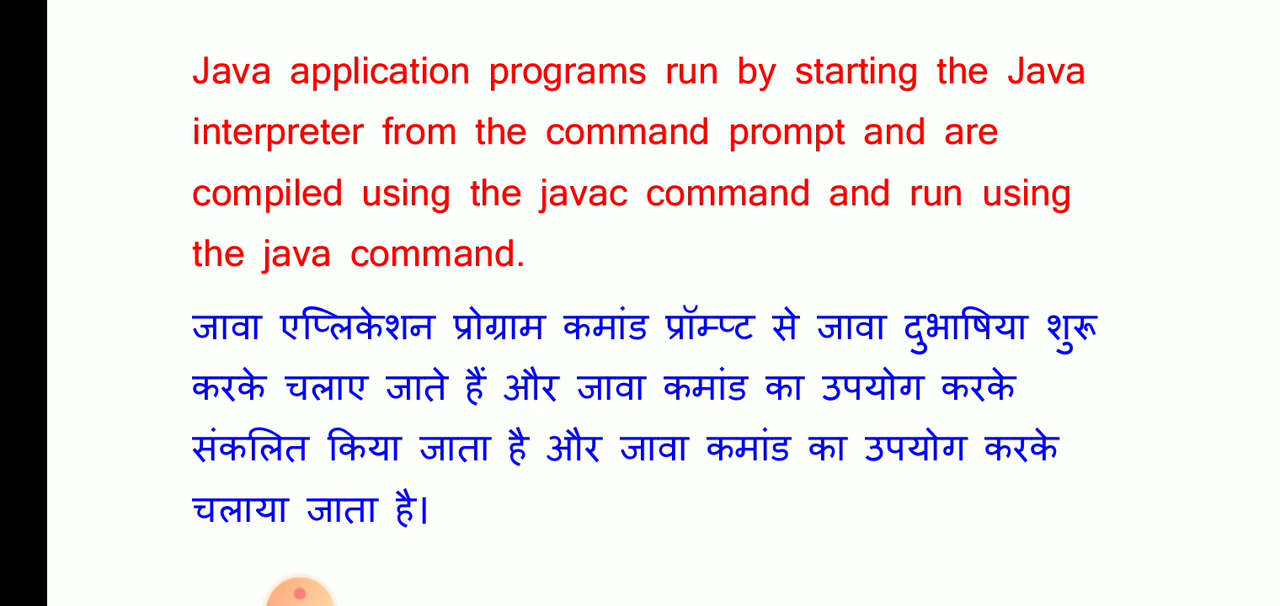 Java application programs run by starting the Java
interpreter from the command prompt and are
compiled using the javac command and run using
the java command.
जावा एप्लिकेशन प्रोग्राम कमांड प्रॉम्प्ट से जावा दुभाषिया शुरू
करके चलाए जाते हैं और जावा कमांड का उपयोग करके
संकलित किया जाता है और जावा कमांड का उपयोग करके
चलाया जाता है।